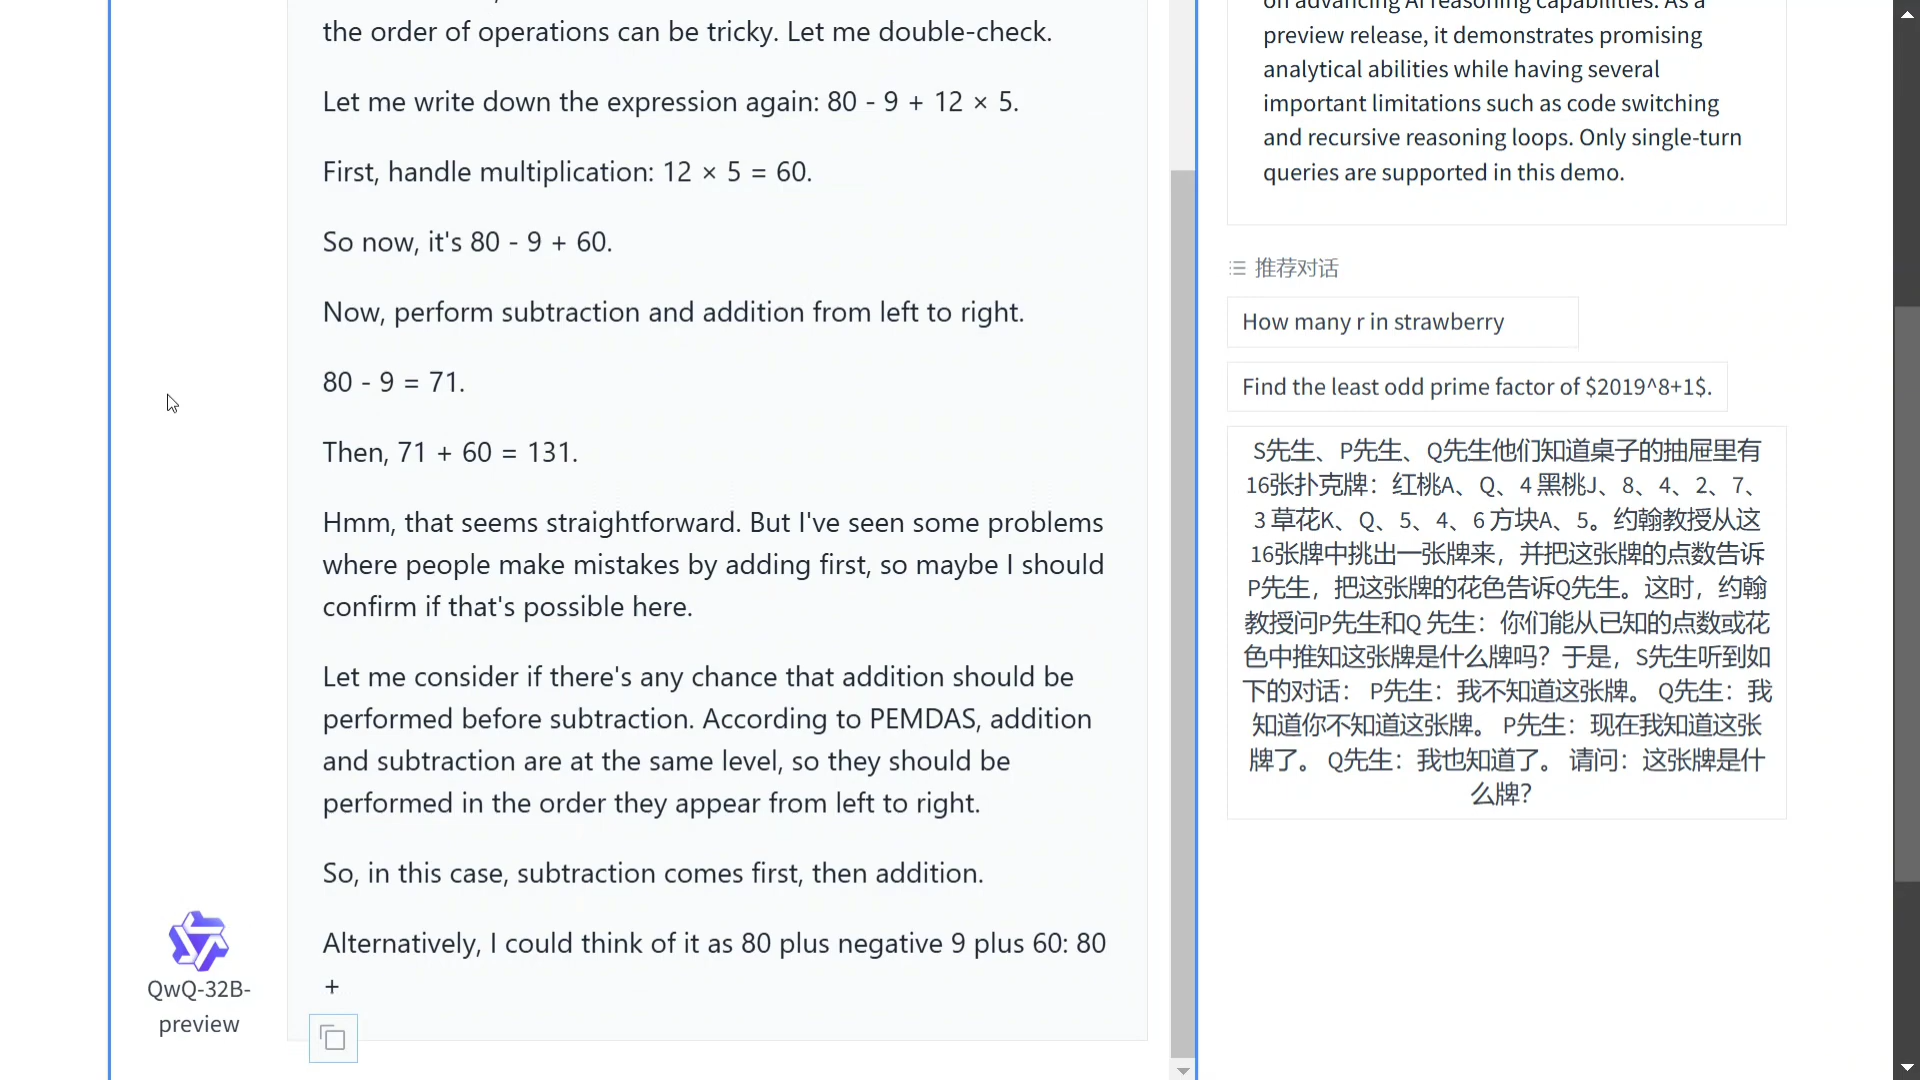 the order of operations can be tricky. Let me double-check.
Let me write down the expression again: 80 - 9 + 12 × 5.
First, handle multiplication: 12 × 5 = 60.
So now, it's 80 - 9 + 60.
Now, perform subtraction and addition from left to right.
80 - 9 = 71.
Then, 71 + 60 = 131.
Hmm, that seems straightforward. But I've seen some problems
where people make mistakes by adding first, so maybe I should
confirm if that's possible here.
Let me consider if there's any chance that addition should be
performed before subtraction. According to PEMDAS, addition
and subtraction are at the same level, so they should be
performed in the order they appear from left to right.
So, in this case, subtraction comes first, then addition.
Alternatively, I could think of it as 80 plus negative 9 plus 60: 80
+
QwQ-32B-
preview
on advancing AI reasoning capabilities. As a
preview release, it demonstrates promising
analytical abilities while having several
important limitations such as code switching
and recursive reasoning loops. Only single-turn
queries are supported in this demo.
推荐对话
How many r in strawberry
Find the least odd prime factor of $2019^8+1$.
S先生、P先生、Q先生他们知道桌子的抽屉里有
16张扑克牌：红桃A、Q、4 黑桃J、8、4、2、7、
3 草花K、Q、5、4、6 方块A、5。约翰教授从这
16张牌中挑出一张牌来，并把这张牌的点数告诉
P先生，把这张牌的花色告诉Q先生。这时，约翰
教授问P先生和Q 先生：你们能从已知的点数或花
色中推知这张牌是什么牌吗？于是，S先生听到如
下的对话： P先生：我不知道这张牌。 Q先生：我
知道你不知道这张牌。 P先生：现在我知道这张
牌了。 Q先生：我也知道了。 请问：这张牌是什
么牌？